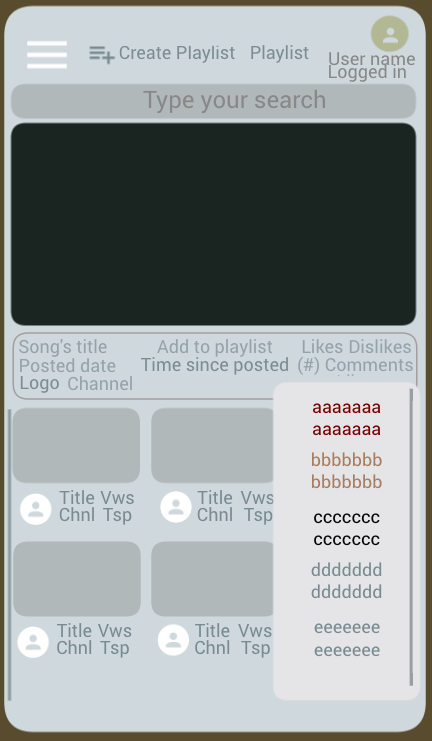 Create Playlist Playlist
User name
Logged in
Type your search
Song's title Add to playlist Likes Dislikes
Posted date Time since posted (#) Comments
Logo Channel
aaaaaaa
aaaaaaa
bbbbbbb
bbbbbbb
ccccccc
ccccccc
ddddddd
ddddddd
eeeeeee
eeeeeee
Title Vws Title Vws
Chnl Tsp Chnl Tsp
Title Vws Title Vws
Chnl Tsp Chnl Tsp